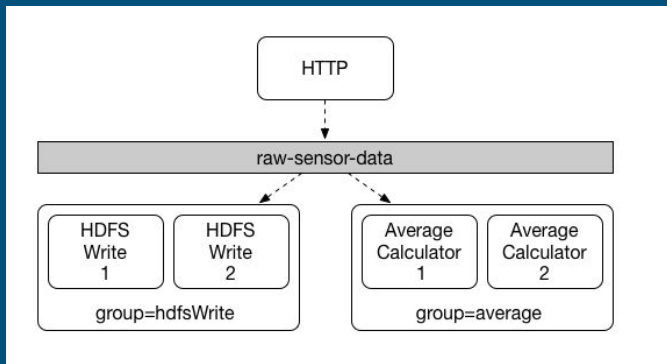 HTTP
raw-sensor-data
HDFS
Write
1
HDFS
Write
2
group=hdfsWrite
Average
Calculator
1
Average
Calculator
2
group=average